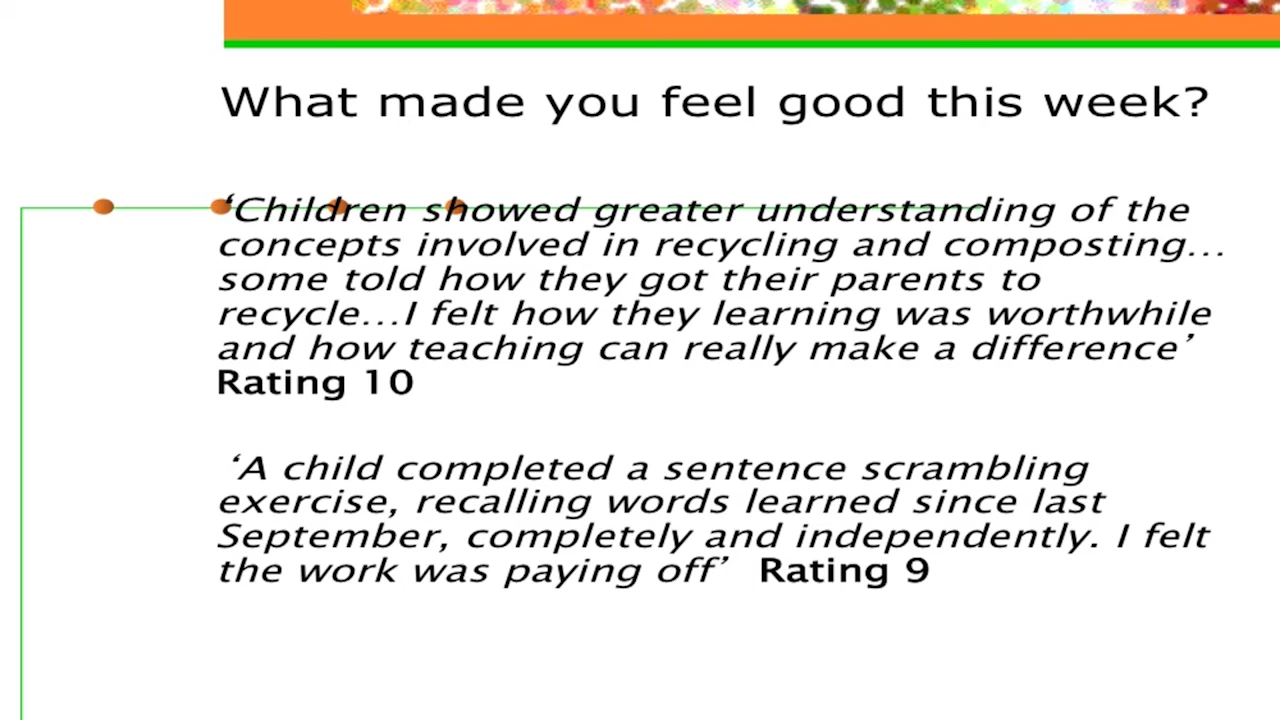 What made you feel good this week?
‘Children showed greater understanding of the
concepts involved in recycling and composting…
some told how they got their parents to
recycle…I felt how they learning was worthwhile
and how teaching can really make a difference’
Rating 10
‘A child completed a sentence scrambling
exercise, recalling words learned since last
September, completely and independently. I felt
the work was paying off’ Rating 9